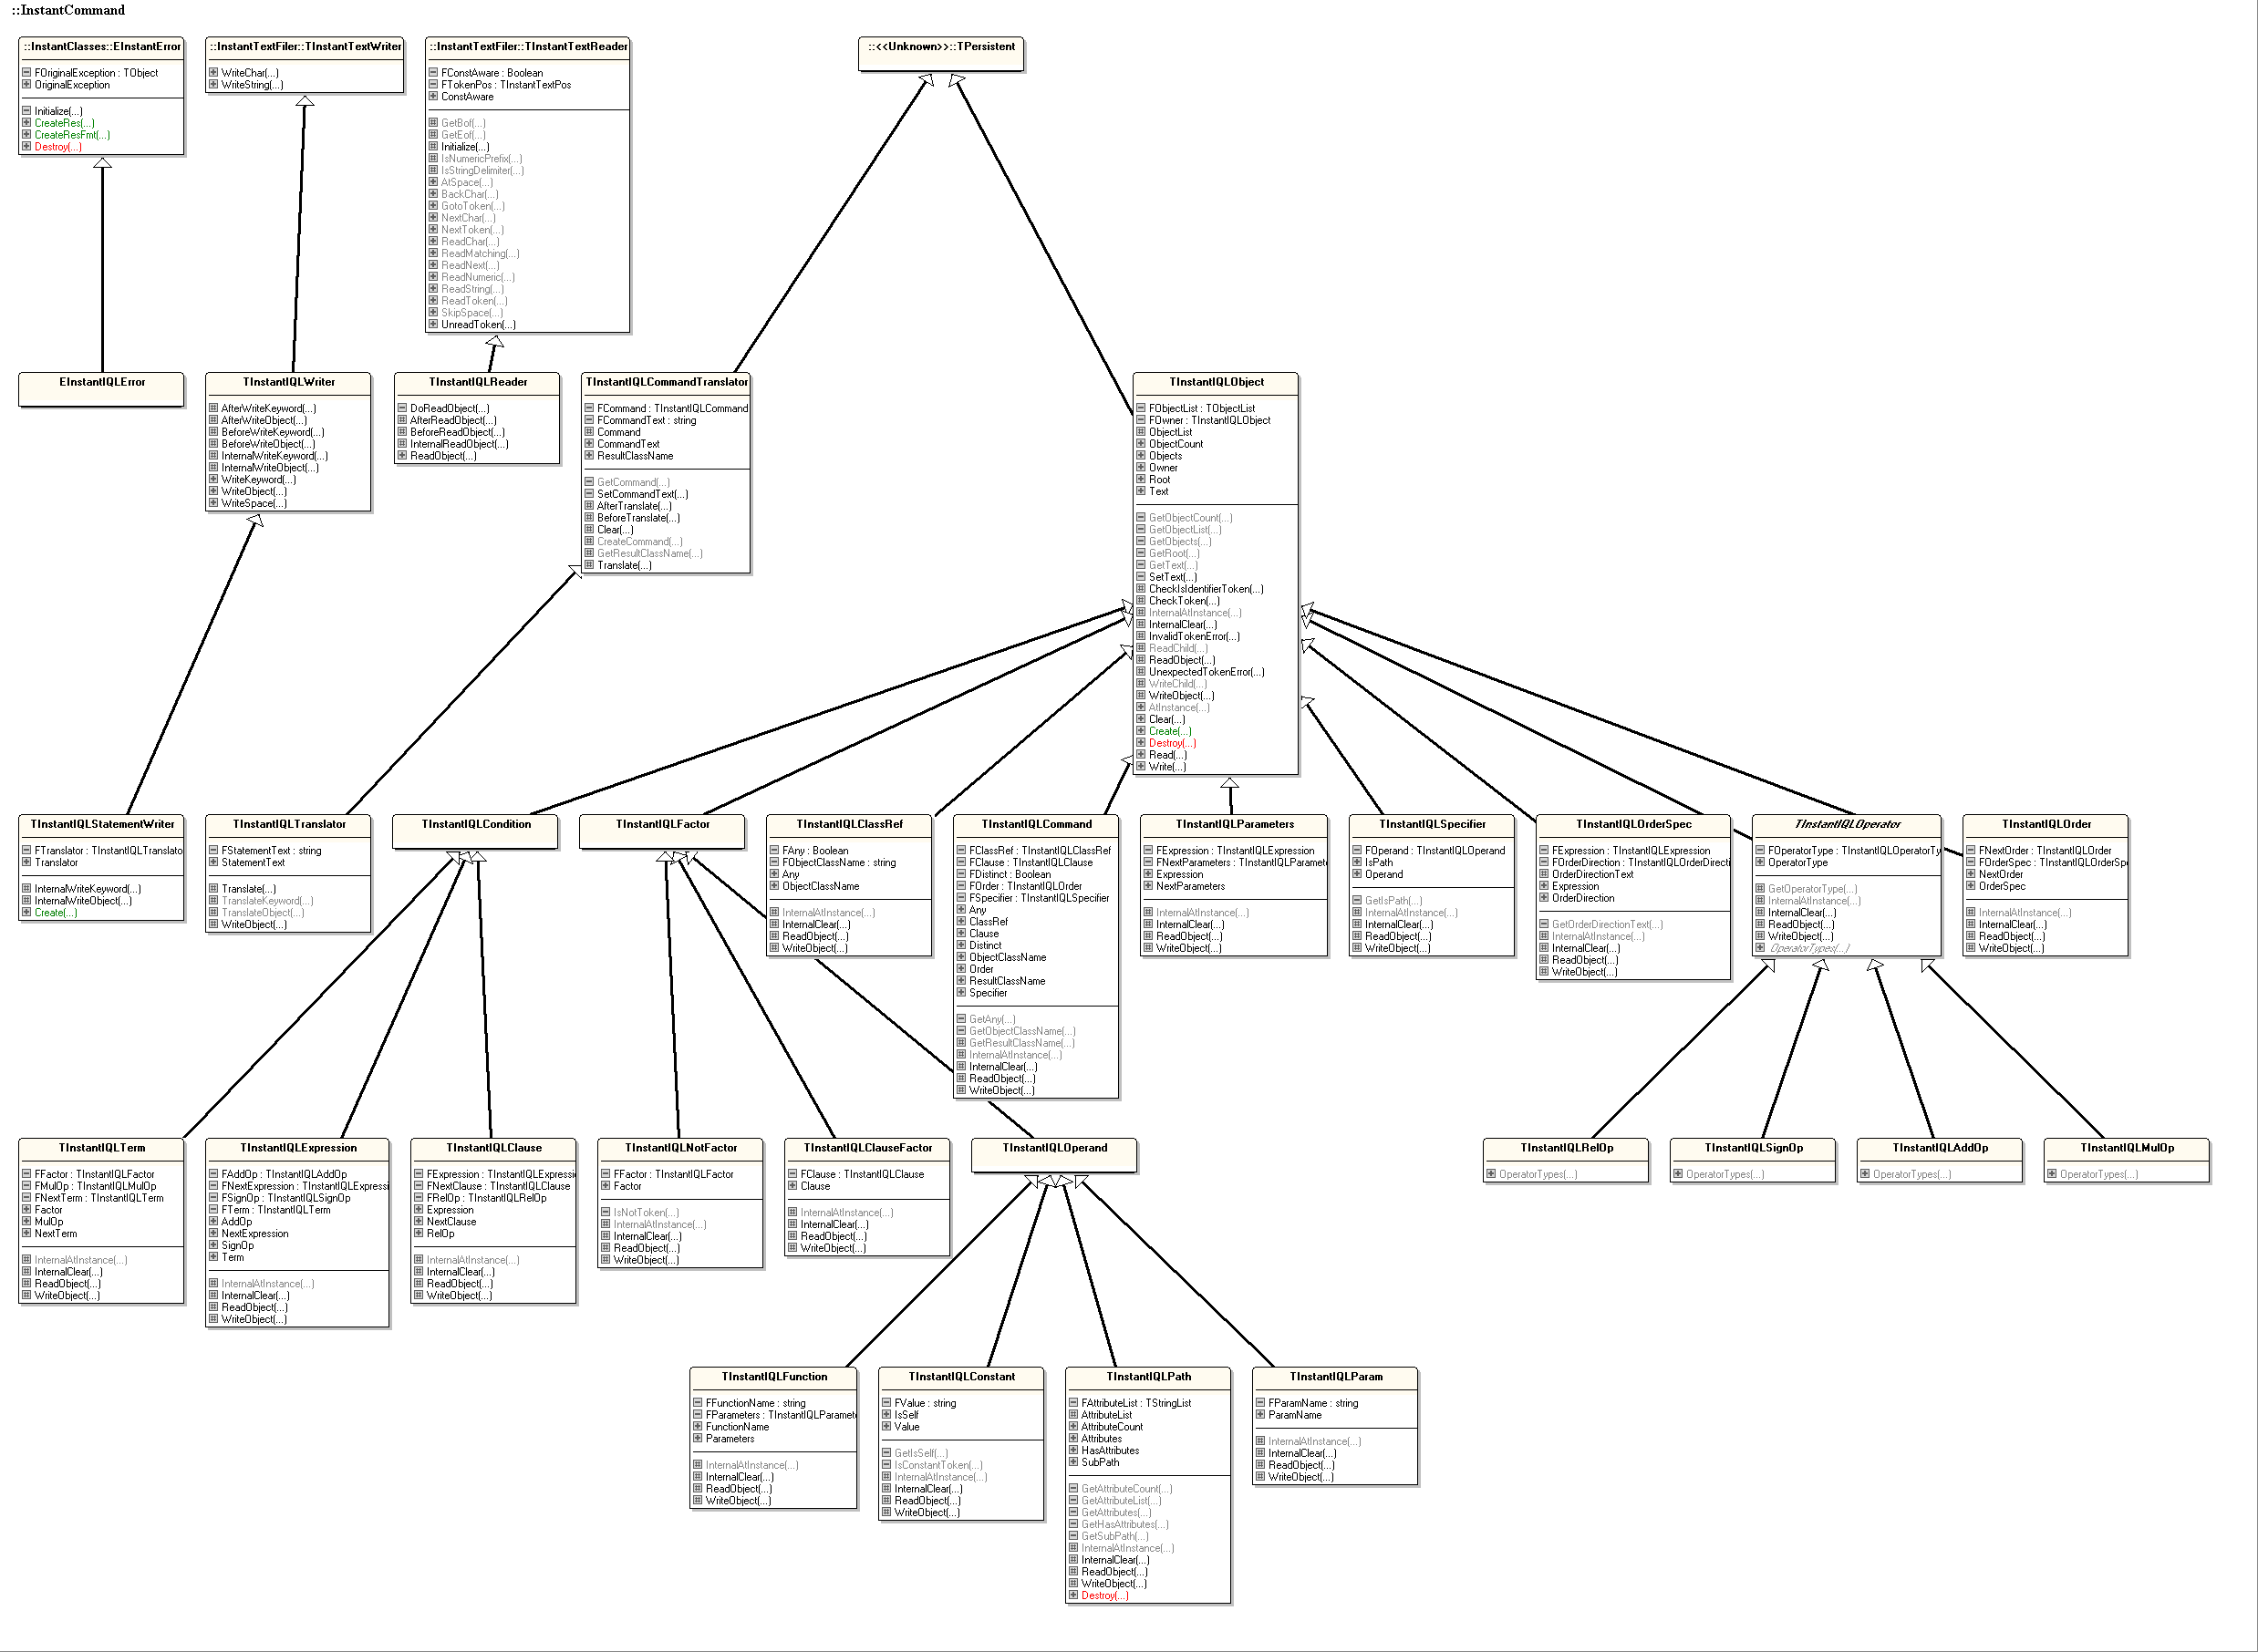 ::InstantCommand
::InstantClasses::EInstantError
FOriginalException : TObject
OriginalException
Initialize(...)
CreateRes(...)
CreateResFmt(...)
Destroy(...)
::InstantTextFiler::TInstantTextWriter
WriteChar(...)
WriteString(...)
::InstantTextFiler::TInstantTextReader
FConstAware : Boolean
FTokenPos : TInstantTextPos
ConstAware
GetBof(...)
GetEof(...)
Initialize(...)
IsNumericPrefix(...)
IsStringDelimiter(...)
AtSpace(...)
BackChar(...)
GotoToken(...)
NextChar(...)
NextToken(...)
ReadChar(...)
ReadMatching(...)
ReadNext(...)
ReadNumeric(...)
ReadString(...)
ReadToken(...)
SkipSpace(...)
UnreadToken(...)
::<<Unknown>>::TPersistent
EInstantIQLError
TInstantIQLWriter
AfterWriteKeyword(...)
AfterWriteObject(...)
BeforeWriteKeyword(...)
BeforeWriteObject(...)
InternalWriteKeyword(...)
InternalWriteObject(...)
WriteKeyword(...)
WriteObject(...)
WriteSpace(...)
TInstantIQLReader
DoReadObject(...)
AfterReadObject(...)
BeforeReadObject(...)
InternalReadObject(...)
ReadObject(...)
TInstantIQLCommandTranslator
FCommand : TInstantIQLCommand
FCommandText : string
Command
CommandText
ResultClassName
GetCommand(...)
SetCommandText(...)
AfterTranslate(...)
BeforeTranslate(...)
Clear(...)
CreateCommand(...)
GetResultClassName(...)
Translate(...)
TInstantIQLObject
FObjectList : TObjectList
FOwner : TInstantIQLObject
ObjectList
ObjectCount
Objects
Owner
Root
Text
GetObjectCount(...)
GetObjectList(...)
GetObjects(...)
GetRoot(...)
GetText(...)
SetText(...)
CheckIsIdentifierToken(...)
CheckToken(...)
InternalAtInstance(...)
InternalClear(...)
InvalidTokenError(...)
ReadChild(...)
ReadObject(...)
UnexpectedTokenError(...)
WriteChild(...)
WriteObject(...)
AtInstance(...)
Clear(...)
Create(...)
Destroy(...)
Read(...)
Write(...)
TInstantIQLStatementWriter
FTranslator : TInstantIQLTranslato
Translator
InternalWriteKeyword(...)
InternalWriteObject(...)
Create(...)
TInstantIQLTranslator
FStatementText : string
StatementText
Translate(...)
TranslateKeyword(...)
TranslateObject(...)
WriteObject(...)
TInstantIQLCondition
TInstantIQLFactor
TInstantIQLClassRef
FAny : Boolean
FObjectClassName : string
Any
ObjectClassName
InternalAtInstance(...)
InternalClear(...)
ReadObject(...)
WriteObject(...)
TInstantIQLCommand
FClassRef : TInstantIQLClassRef
FClause : TInstantIQLClause
FDistinct : Boolean
FOrder : TInstantIQLOrder
FSpecifier : TInstantIQLSpecifier
Any
ClassRef
Clause
Distinct
ObjectClassName
Order
ResultClassName
Specifier
GetAny(...)
GetObjectClassName(...)
GetResultClassName(...)
InternalAtInstance(...)
InternalClear(...)
ReadObject(...)
WriteObject(...)
TInstantIQLParameters
FExpression : TInstantIQLExpression
FNextParameters : TInstantIQLParamet
Expression
NextParameters
InternalAtInstance(...)
InternalClear(...)
ReadObject(...)
WriteObject(...)
TInstantIQLSpecifier
FOperand : TInstantIQLOperand
IsPath
Operand
GetIsPath(...)
InternalAtInstance(...)
InternalClear(...)
ReadObject(...)
WriteObject(...)
TInstantIQLOrderSpec
FExpression : TInstantIQLExpression
FOrderDirection : TInstantIQLOrderDirecti
OrderDirectionText
Expression
OrderDirection
GetOrderDirectionText(...)
InternalAtInstance(...)
InternalClear(...)
ReadObject(...)
WriteObject(...)
TInstantIQLOperator
FOperatorType : TInstantIQLOperatorTy
OperatorType
GetOperatorType(...)
InternalAtInstance(...)
InternalClear(...)
ReadObject(...)
WriteObject(...)
OperatorTypes(...)
TInstantIQLOrder
FNextOrder : TInstantIQLOrder
FOrderSpec : TInstantIQLOrderSpe
NextOrder
OrderSpec
InternalAtInstance(...)
InternalClear(...)
ReadObject(...)
WriteObject(...)
TInstantIQLTerm
FFactor : TInstantIQLFactor
FMulOp : TInstantIQLMulOp
FNextTerm : TInstantIQLTerm
Factor
MulOp
NextTerm
InternalAtInstance(...)
InternalClear(...)
ReadObject(...)
WriteObject(...)
TInstantIQLExpression
FAddOp : TInstantIQLAddOp
FNextExpression : TInstantIQLExpressi
FSignOp : TInstantIQLSignOp
FTerm : TInstantIQLTerm
AddOp
NextExpression
SignOp
Term
InternalAtInstance(...)
InternalClear(...)
ReadObject(...)
WriteObject(...)
TInstantIQLClause
FExpression : TInstantIQLExpressi
FNextClause : TInstantIQLClause
FRelOp : TInstantIQLRelOp
Expression
NextClause
RelOp
InternalAtInstance(...)
InternalClear(...)
ReadObject(...)
WriteObject(...)
TInstantIQLNotFactor
FFactor : TInstantIQLFactor
Factor
IsNotToken(...)
InternalAtInstance(...)
InternalClear(...)
ReadObject(...)
WriteObject(...)
TInstantIQLClauseFactor
FClause : TInstantIQLClause
Clause
InternalAtInstance(...)
InternalClear(...)
ReadObject(...)
WriteObject(...)
TInstantIQLOperand
TInstantIQLRelOp
OperatorTypes(...)
TInstantIQLSignOp
OperatorTypes(...)
TInstantIQLAddOp
OperatorTypes(...)
TInstantIQLMulOp
OperatorTypes(...)
TInstantIQLFunction
FFunctionName : string
FParameters : TInstantIQLParamet
FunctionName
Parameters
InternalAtInstance(...)
InternalClear(...)
ReadObject(...)
WriteObject(...)
TInstantIQLConstant
FValue : string
IsSelf
Value
GetIsSelf(...)
IsConstantToken(...)
InternalAtInstance(...)
InternalClear(...)
ReadObject(...)
WriteObject(...)
TInstantIQLPath
FAttributeList : TStringList
AttributeList
AttributeCount
Attributes
HasAttributes
SubPath
GetAttributeCount(...)
GetAttributeList(...)
GetAttributes(...)
GetHasAttributes(...)
GetSubPath(...)
InternalAtInstance(...)
InternalClear(...)
ReadObject(...)
WriteObject(...)
Destroy(...)
TInstantIQLParam
FParamName : string
ParamName
InternalAtInstance(...)
InternalClear(...)
ReadObject(...)
WriteObject(...)